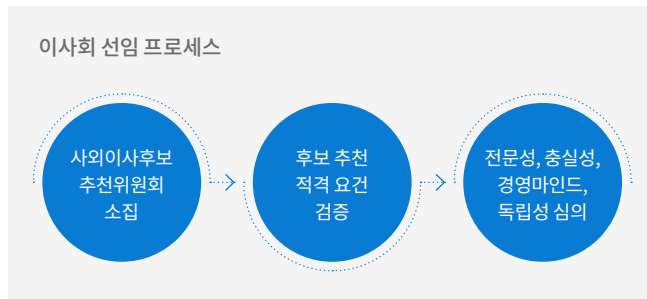 이사회 선임 프로세스
사외이사후보
추천위원회
소집
후보 추천
적격 요건
검증
전문성, 충실성,
경영마인드,
독립성 심의